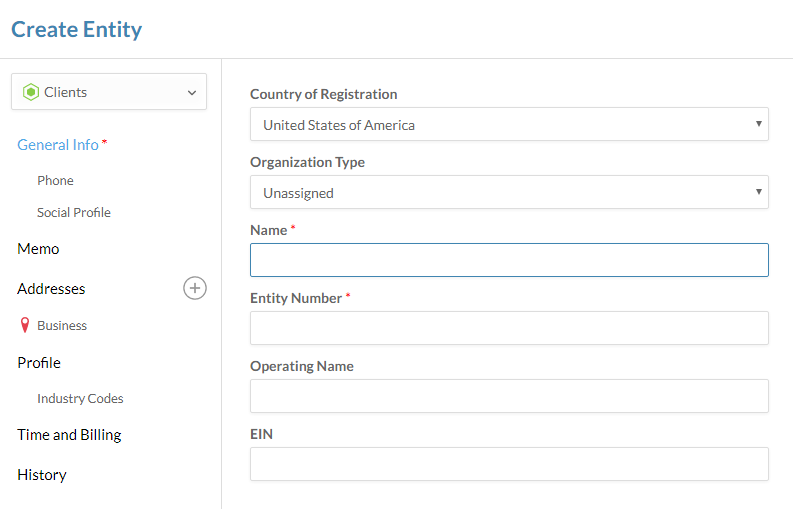 Create Entity
Clients
General Info *
Phone
Social Profile
Memo
Addresses
Business
Profile
Industry Codes
Time and Billing
History
Country of Registration
United States of America
Organization Type
Unassigned
Name *
Entity Number *
Operating Name
EIN